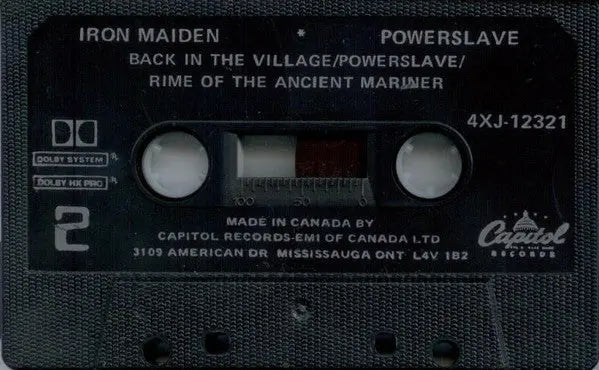 IRON MAIDEN * POWERSLAVE
BACK IN THE VILLAGE/POWERSLAVE/
RIME OF THE ANCIENT MARINER
4XJ-12321
DOLBY SYSTEM
DOLBY HX PRO
2
100 50 0
MADE IN CANADA BY
CAPITOL RECORDS-EMI OF CANADA LTD
3109 AMERICAN DR MISSISSAUGA ONT L4V 1B2
Capitol
RECORDS